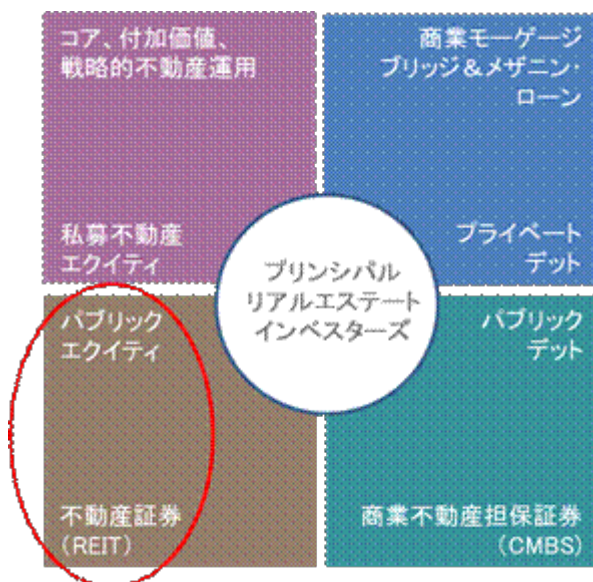 コア、付加価値、
戦略的不動産運用
私募不動産
エクイティ
商業モーゲージ
ブリッジ＆メザニン・
ローン
プライベート
デット
プリンシパル
リアルエステート
インベスターズ
パブリック
エクイティ
不動産証券
（REIT）
パブリック
デット
商業不動産担保証券
（CMBS）